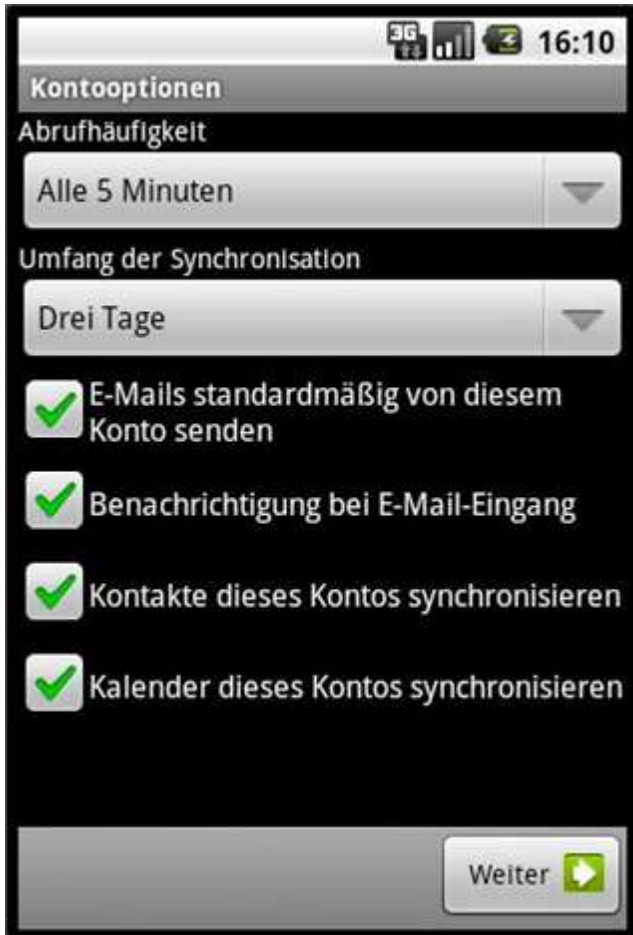 3G 16:10
Kontooptionen
Abrufhäufigkeit
Alle 5 Minuten
Umfang der Synchronisation
Drei Tage
E-Mails standardmäßig von diesem
Konto senden
Benachrichtigung bei E-Mail-Eingang
Kontakte dieses Kontos synchronisieren
Kalender dieses Kontos synchronisieren
Weiter